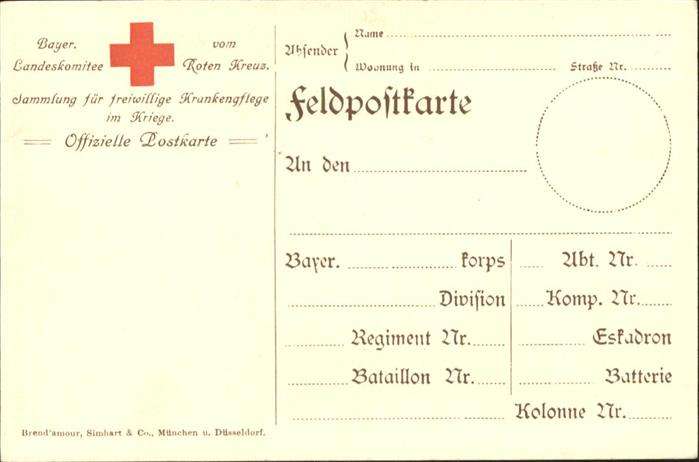 Bayer. vom
Landeskomitee Roten Kreuz.
Sammlung für freiwillige Krankenpflege
im Kriege.
Offizielle Postkarte
Brend'amour, Simhart & Co., München u. Düsseldorf.
Absender
Name
Woonung in Straße Nr.
Feldpostkarte
An den
Bayer. korps
Division
Regiment Nr.
Bataillon Nr.
Abt. Nr.
Komp. Nr.
Eskadron
Batterie
Kolonne Nr.